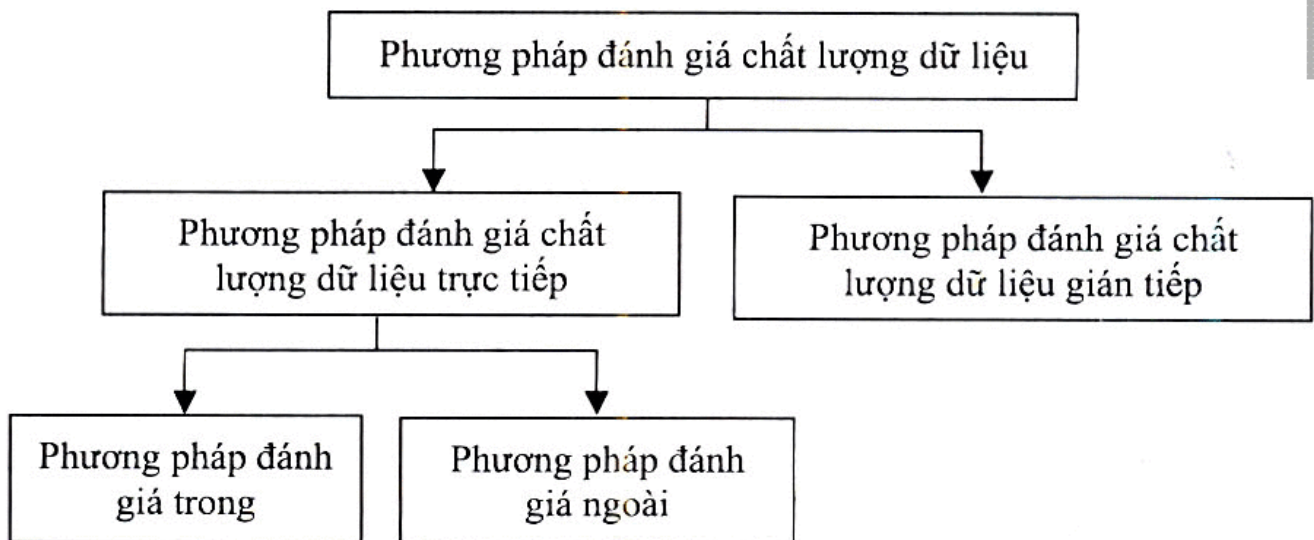 Phương pháp đánh giá chất lượng dữ liệu
Phương pháp đánh giá chất
lượng dữ liệu trực tiếp
Phương pháp đánh giá chất
lượng dữ liệu gián tiếp
Phương pháp đánh
giá trong
Phương pháp đánh
giá ngoài